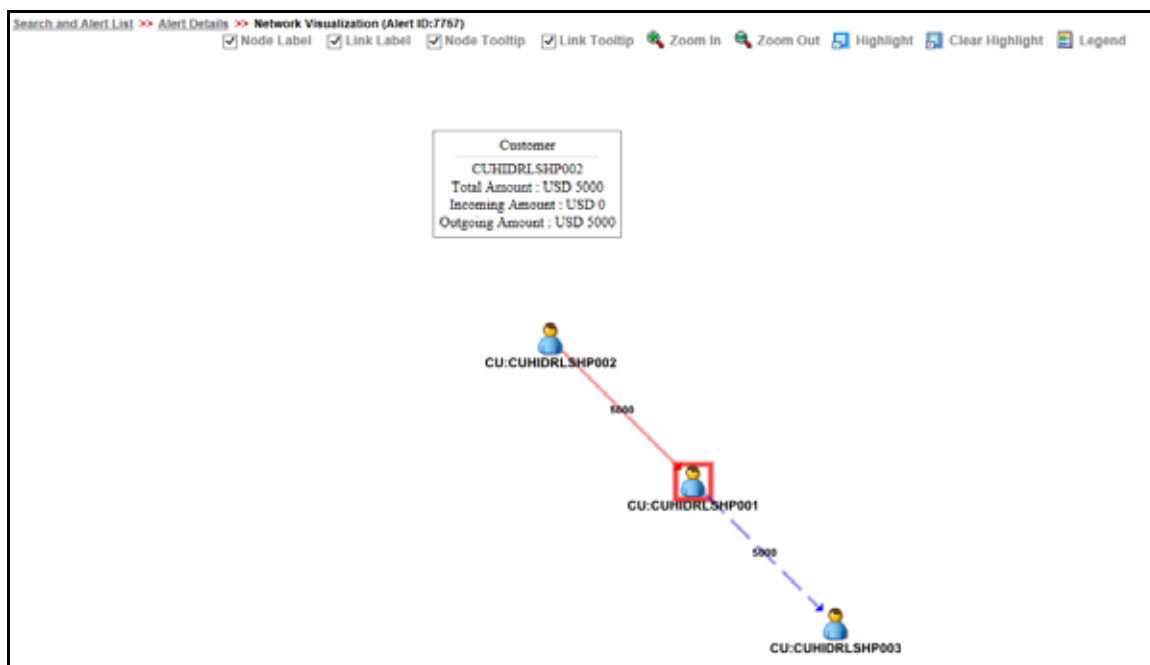 Search and Alert List >> Alert Details >> Network Visualization (Alert ID:7757)
Node Label Link Label Node Tooltip Link Tooltip Zoom In Zoom Out Highlight Clear Highlight Legend
Customer
CUHIDRLSHP002
Total Amount : USD 5000
Incoming Amount : USD 0
Outgoing Amount : USD 5000
CU:CUHIDRLSHP002
5000
CU:CUHIDRLSHP001
5000
CU:CUHIDRLSHP003